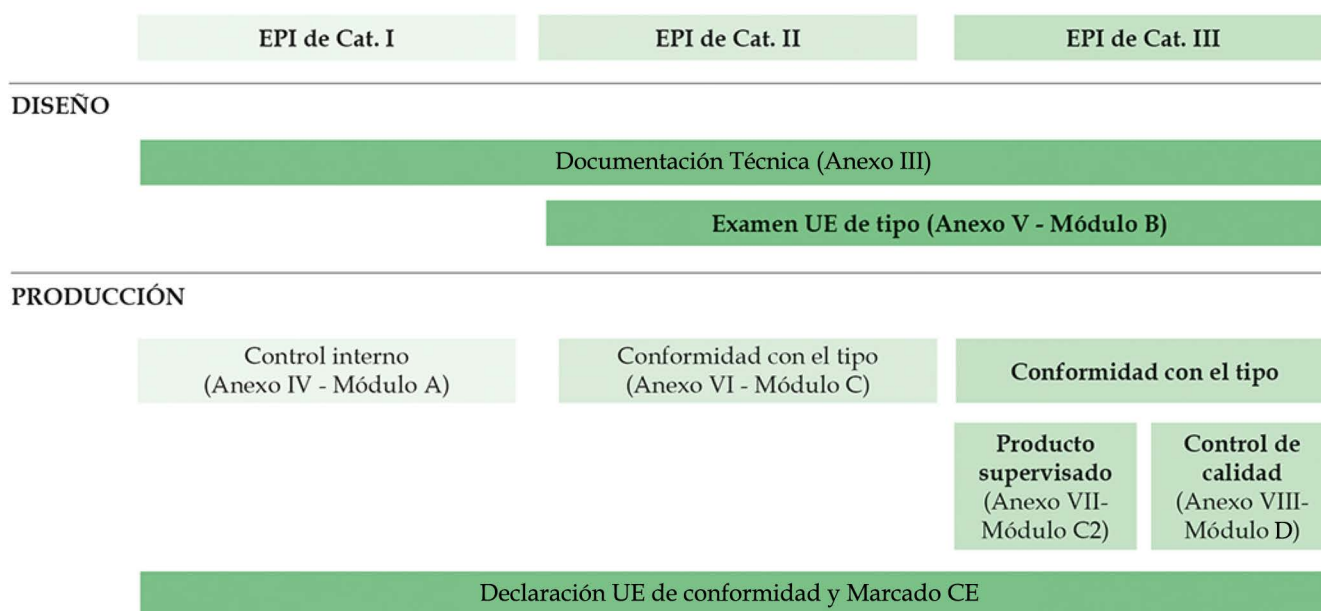 EPI de Cat. I
EPI de Cat. II
EPI de Cat. III
DISEÑO
Documentación Técnica (Anexo III)
Examen UE de tipo (Anexo V - Módulo B)
PRODUCCIÓN
Control interno
(Anexo IV - Módulo A)
Conformidad con el tipo
(Anexo VI - Módulo C)
Conformidad con el tipo
Producto
supervisado
(Anexo VII-
Módulo C2)
Control de
calidad
(Anexo VIII-
Módulo D)
Declaración UE de conformidad y Marcado CE